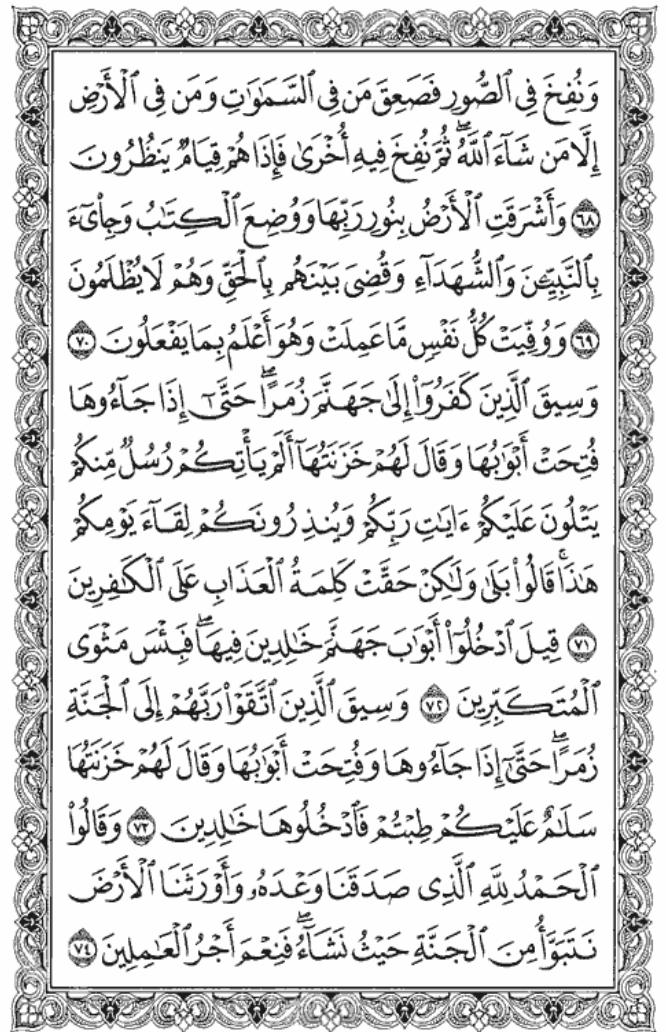 وَنُفِخَ فِي ٱلصُّورِ فَصَعِقَ مَن فِي ٱلسَّمَٰوَٰتِ وَمَن فِي ٱلۡأَرۡضِ
إِلَّا مَن شَآءَ ٱللَّهُۖ ثُمَّ نُفِخَ فِيهِ أُخۡرَىٰ فَإِذَا هُمۡ قِيَامٞ يَنظُرُونَ
٦٨ وَأَشۡرَقَتِ ٱلۡأَرۡضُ بِنُورِ رَبِّهَا وَوُضِعَ ٱلۡكِتَٰبُ وَجِاْيٓءَ
بِٱلنَّبِيِّـۧنَ وَٱلشُّهَدَآءِ وَقُضِيَ بَيۡنَهُم بِٱلۡحَقِّ وَهُمۡ لَا يُظۡلَمُونَ
٦٩ وَوُفِّيَتۡ كُلُّ نَفۡسٖ مَّا عَمِلَتۡ وَهُوَ أَعۡلَمُ بِمَا يَفۡعَلُونَ ٧٠
وَسِيقَ ٱلَّذِينَ كَفَرُوٓاْ إِلَىٰ جَهَنَّمَ زُمَرًاۖ حَتَّىٰٓ إِذَا جَآءُوهَا
فُتِحَتۡ أَبۡوَٰبُهَا وَقَالَ لَهُمۡ خَزَنَتُهَآ أَلَمۡ يَأۡتِكُمۡ رُسُلٞ مِّنكُمۡ
يَتۡلُونَ عَلَيۡكُمۡ ءَايَٰتِ رَبِّكُمۡ وَيُنذِرُونَكُمۡ لِقَآءَ يَوۡمِكُمۡ
هَٰذَاۚ قَالُواْ بَلَىٰ وَلَٰكِنۡ حَقَّتۡ كَلِمَةُ ٱلۡعَذَابِ عَلَى ٱلۡكَٰفِرِينَ
٧١ قِيلَ ٱدۡخُلُوٓاْ أَبۡوَٰبَ جَهَنَّمَ خَٰلِدِينَ فِيهَاۖ فَبِئۡسَ مَثۡوَى
ٱلۡمُتَكَبِّرِينَ ٧٢ وَسِيقَ ٱلَّذِينَ ٱتَّقَوۡاْ رَبَّهُمۡ إِلَى ٱلۡجَنَّةِ
زُمَرًاۖ حَتَّىٰٓ إِذَا جَآءُوهَا وَفُتِحَتۡ أَبۡوَٰبُهَا وَقَالَ لَهُمۡ خَزَنَتُهَا
سَلَٰمٌ عَلَيۡكُمۡ طِبۡتُمۡ فَٱدۡخُلُوهَا خَٰلِدِينَ ٧٣ وَقَالُواْ
ٱلۡحَمۡدُ لِلَّهِ ٱلَّذِي صَدَقَنَا وَعۡدَهُۥ وَأَوۡرَثَنَا ٱلۡأَرۡضَ
نَتَبَوَّأُ مِنَ ٱلۡجَنَّةِ حَيۡثُ نَشَآءُۖ فَنِعۡمَ أَجۡرُ ٱلۡعَٰمِلِينَ ٧٤